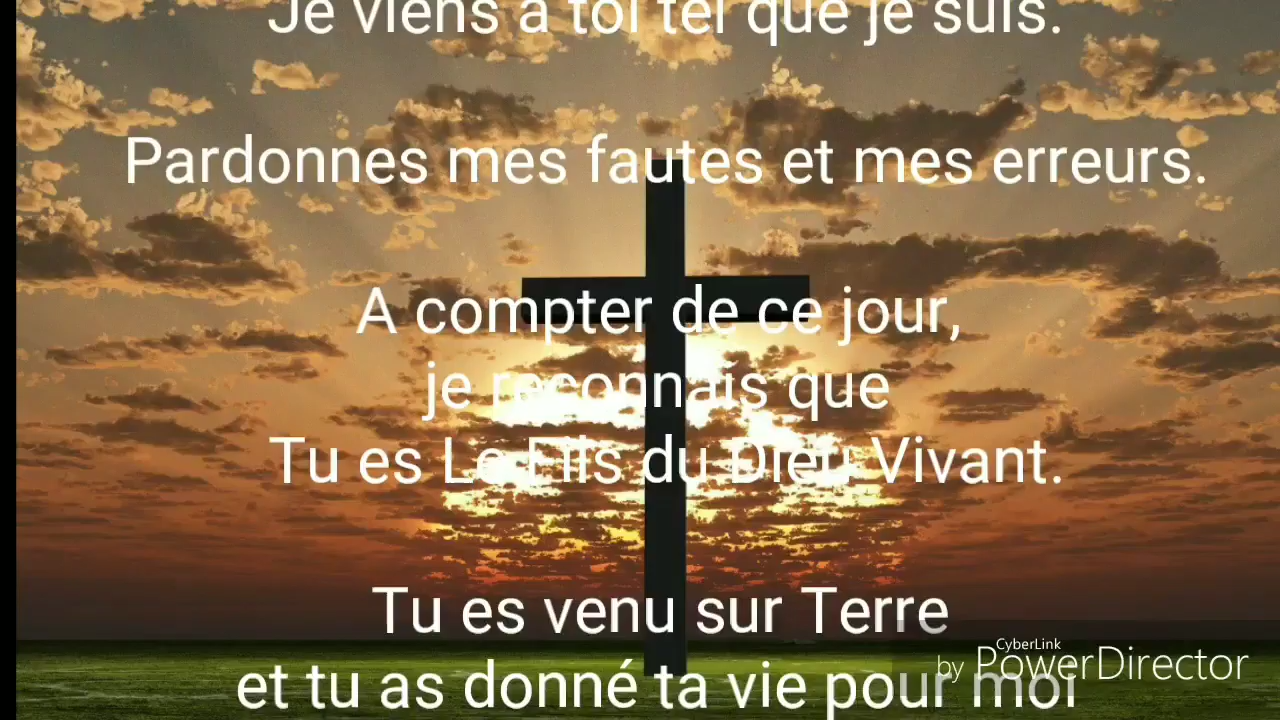 Je viens à toi tel que je suis.
Pardonnes mes fautes et mes erreurs.
A compter de ce jour,
je reconnais que
Tu es Le Fils du Dieu Vivant.
Tu es venu sur Terre
et tu as donné ta vie pour moi
CyberLink
by PowerDirector